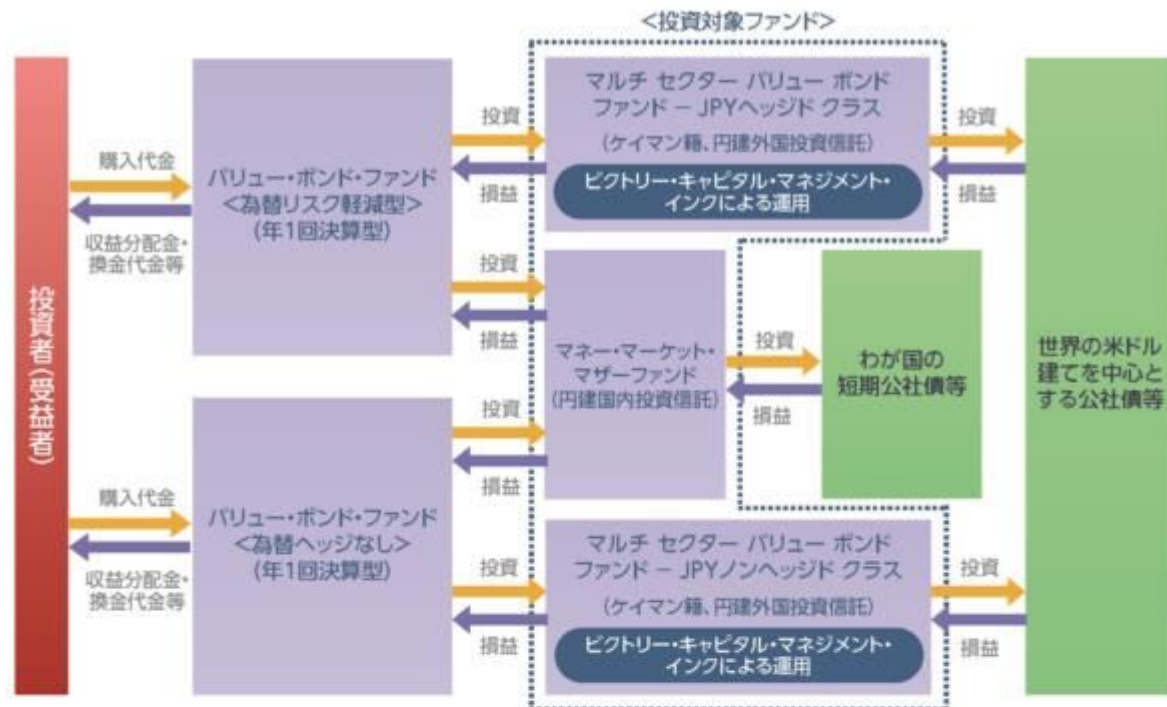 <投資対象ファンド>
投資者(受益者)
購入代金
収益分配金・
換金代金等
バリュー・ボンド・ファンド
<為替リスク軽減型>
(年1回決算型)
投資
損益
投資
損益
マルチ セクター バリュー ボンド
ファンド － JPYヘッジド クラス
(ケイマン籍、円建外国投資信託)
ビクトリー・キャピタル・マネジメント・
インクによる運用
投資
損益
マネー・マーケット・
マザーファンド
(円建国内投資信託)
投資
損益
わが国の
短期公社債等
世界の米ドル
建てを中心と
する公社債等
購入代金
収益分配金・
換金代金等
バリュー・ボンド・ファンド
<為替ヘッジなし>
(年1回決算型)
投資
損益
投資
損益
マルチ セクター バリュー ボンド
ファンド － JPYノンヘッジド クラス
(ケイマン籍、円建外国投資信託)
ビクトリー・キャピタル・マネジメント・
インクによる運用
投資
損益